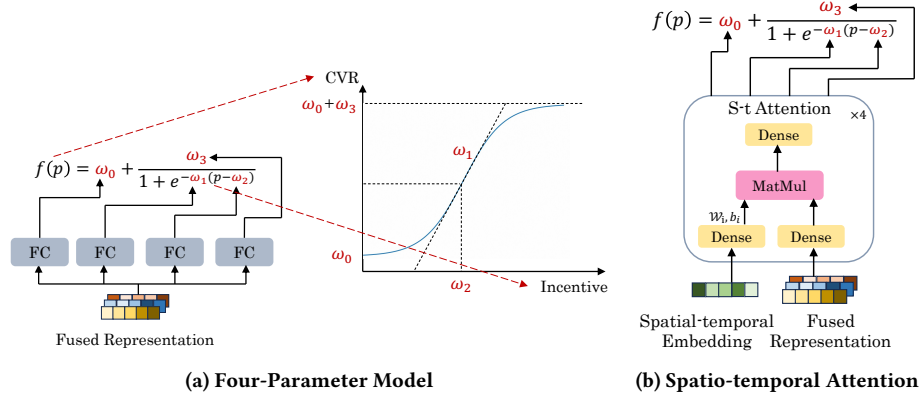 f(p) = ω₀ + ω₃ / 1 + e^{-ω₁(p-ω₂)}
FC FC FC FC
Fused Representation
CVR
ω₀+ω₃
ω₁
ω₀
ω₂
Incentive
(a) Four-Parameter Model
f(p) = ω₀ + ω₃ / 1 + e^{-ω₁(p-ω₂)}
S-t Attention
×4
Dense
MatMul
𝒲ᵢ, bᵢ
Dense Dense
Spatial-temporal
Embedding
Fused
Representation
(b) Spatio-temporal Attention